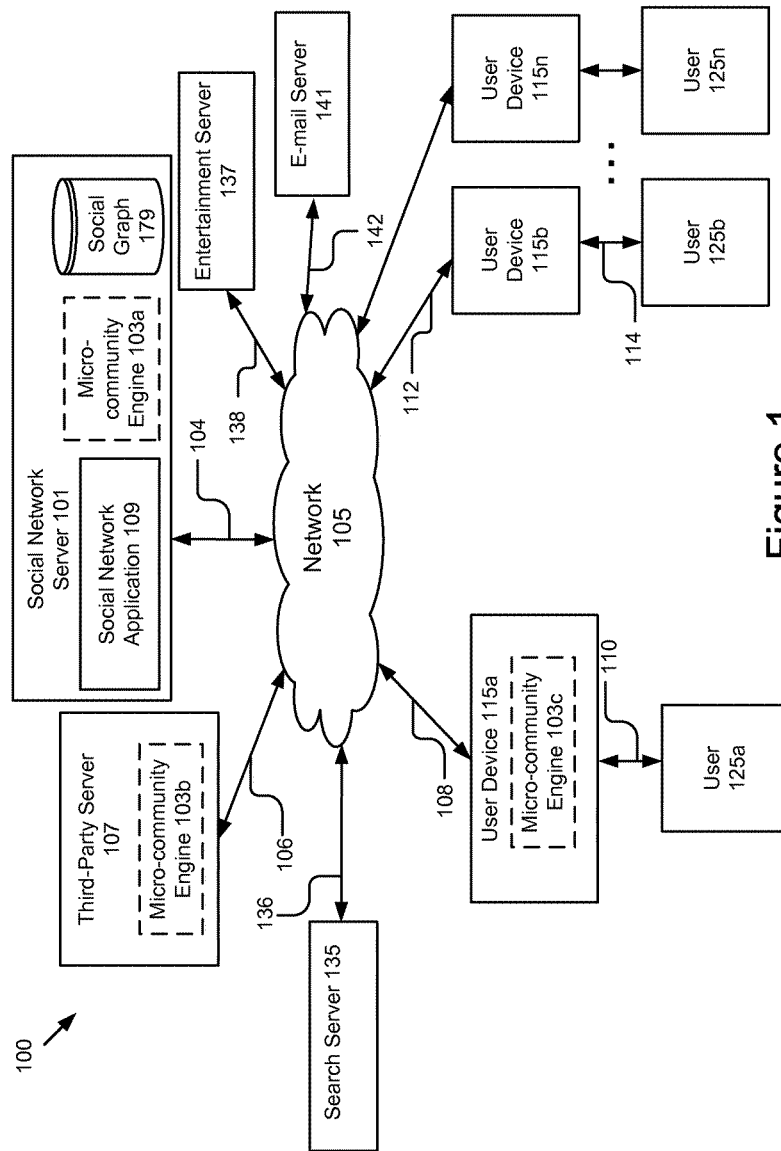 100
Third-Party Server
107
Micro-community
Engine 103b
Social Network
Server 101
Social Network
Application 109
Micro-
community
Engine 103a
Social
Graph
179
Entertainment Server
137
E-mail Server
141
106
104
138
142
136
Search Server 135
Network
105
108
112
User Device 115a
Micro-community
Engine 103c
110
User
125a
User
Device
115b
114
User
125b
...
User
Device
115n
User
125n
Figure 1